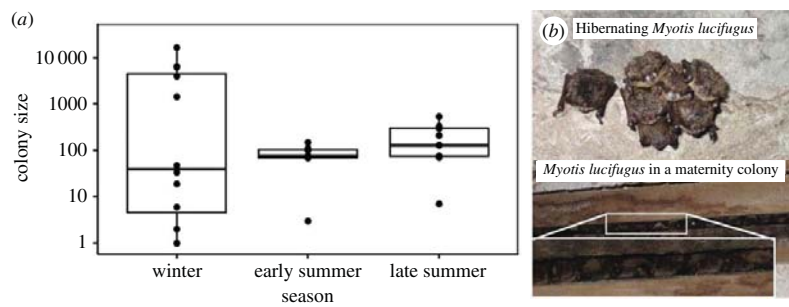 (a)
10 000
1000
100
10
1
colony size
winter
early summer
late summer
season
(b) Hibernating Myotis lucifugus
Myotis lucifugus in a maternity colony